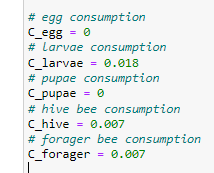 # egg consumption
C_egg = 0
# larvae consumption
C_larvae = 0.018
# pupae consumption
C_pupae = 0
# hive bee consumption
C_hive = 0.007
# forager bee consumption
C_forager = 0.007